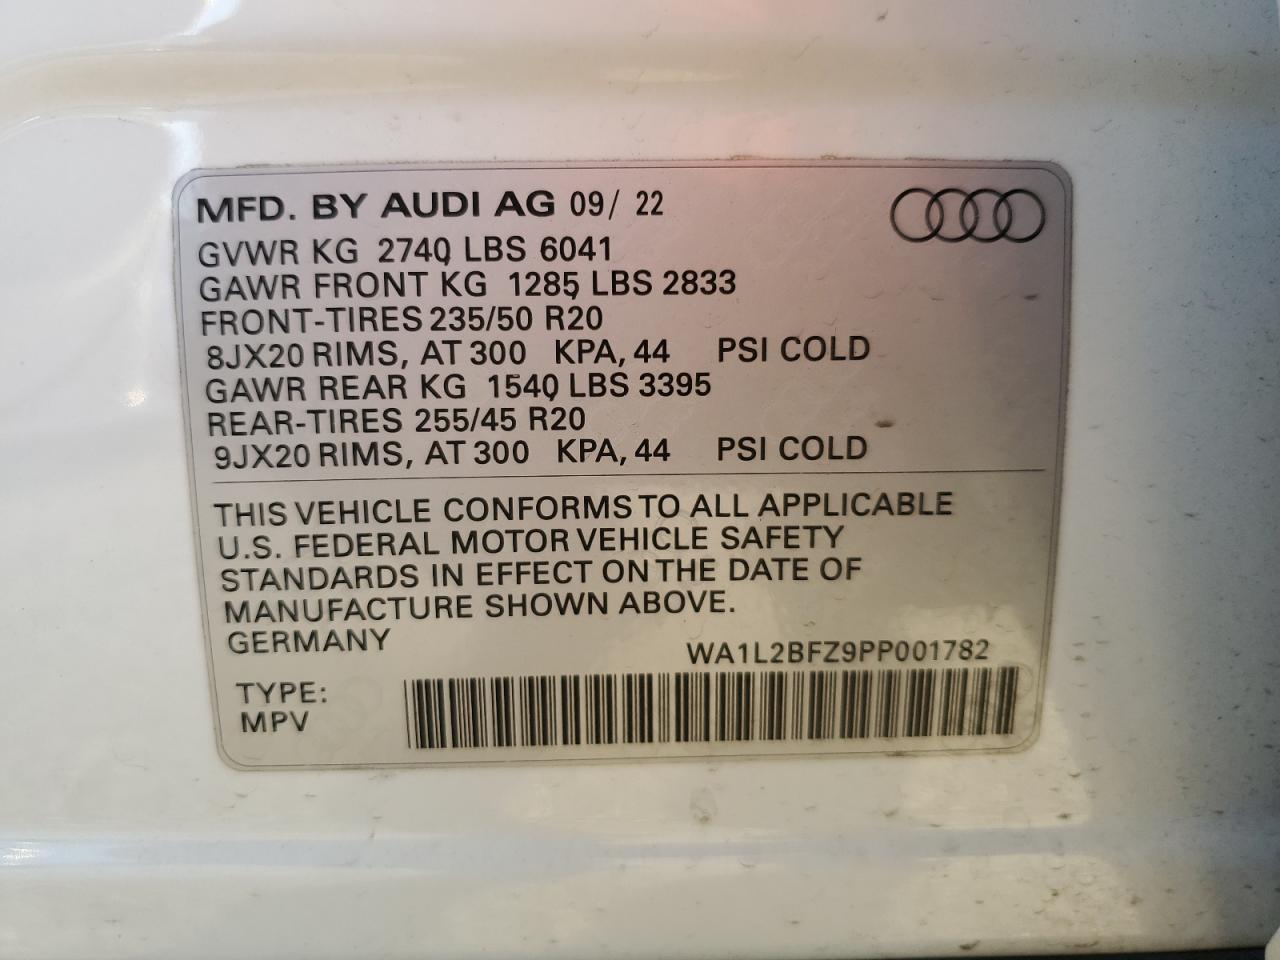 MFD. BY AUDI AG 09/ 22
GVWR KG 2740, LBS 6041
GAWR FRONT KG 1285, LBS 2833
FRONT-TIRES 235/50 R20
8JX20 RIMS, AT 300 KPA, 44 PSI COLD
GAWR REAR KG 1540, LBS 3395
REAR-TIRES 255/45 R20
9JX20 RIMS, AT 300 KPA, 44 PSI COLD
THIS VEHICLE CONFORMS TO ALL APPLICABLE
U.S. FEDERAL MOTOR VEHICLE SAFETY
STANDARDS IN EFFECT ON THE DATE OF
MANUFACTURE SHOWN ABOVE.
GERMANY
WA1L2BFZ9PP001782
TYPE:
MPV